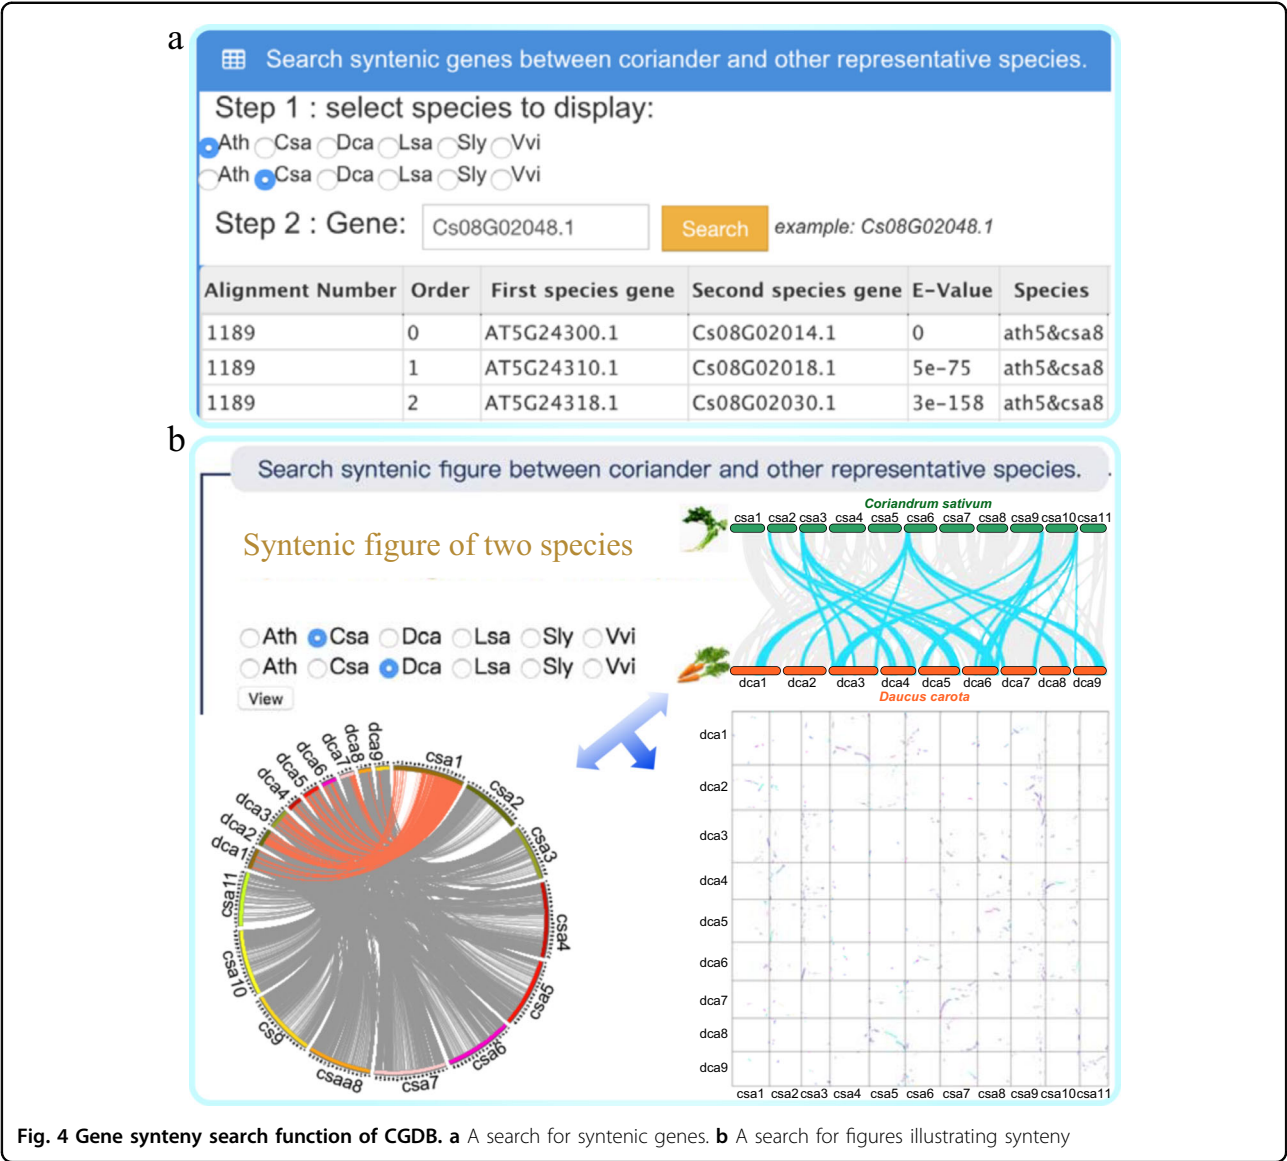 a
Search syntenic genes between coriander and other representative species.
Step 1 : select species to display:
Ath Csa Dca Lsa Sly Vvi
Ath Csa Dca Lsa Sly Vvi
Step 2 : Gene: Cs08G02048.1 Search example: Cs08G02048.1
Alignment Number Order First species gene Second species gene E-Value Species
1189 0 AT5G24300.1 Cs08G02014.1 0 ath5&csa8
1189 1 AT5G24310.1 Cs08G02018.1 5e-75 ath5&csa8
1189 2 AT5G24318.1 Cs08G02030.1 3e-158 ath5&csa8
b
Search syntenic figure between coriander and other representative species.
Syntenic figure of two species
Ath Csa Dca Lsa Sly Vvi
Ath Csa Dca Lsa Sly Vvi
View
Coriandrum sativum
csa1 csa2 csa3 csa4 csa5 csa6 csa7 csa8 csa9 csa10 csa11
dca1 dca2 dca3 dca4 dca5 dca6 dca7 dca8 dca9
Daucus carota
csa1
csa2
csa3
csa4
csa5
csa6
csa7
csaa8
cs9
csa10
csa11
dca1
dca2
dca3
dca4
dca5
dca6
dca7
dca8
dca9
dca1
dca2
dca3
dca4
dca5
dca6
dca7
dca8
dca9
csa1 csa2 csa3 csa4 csa5 csa6 csa7 csa8 csa9 csa10 csa11
Fig. 4 Gene synteny search function of CGDB. a A search for syntenic genes. b A search for figures illustrating synteny